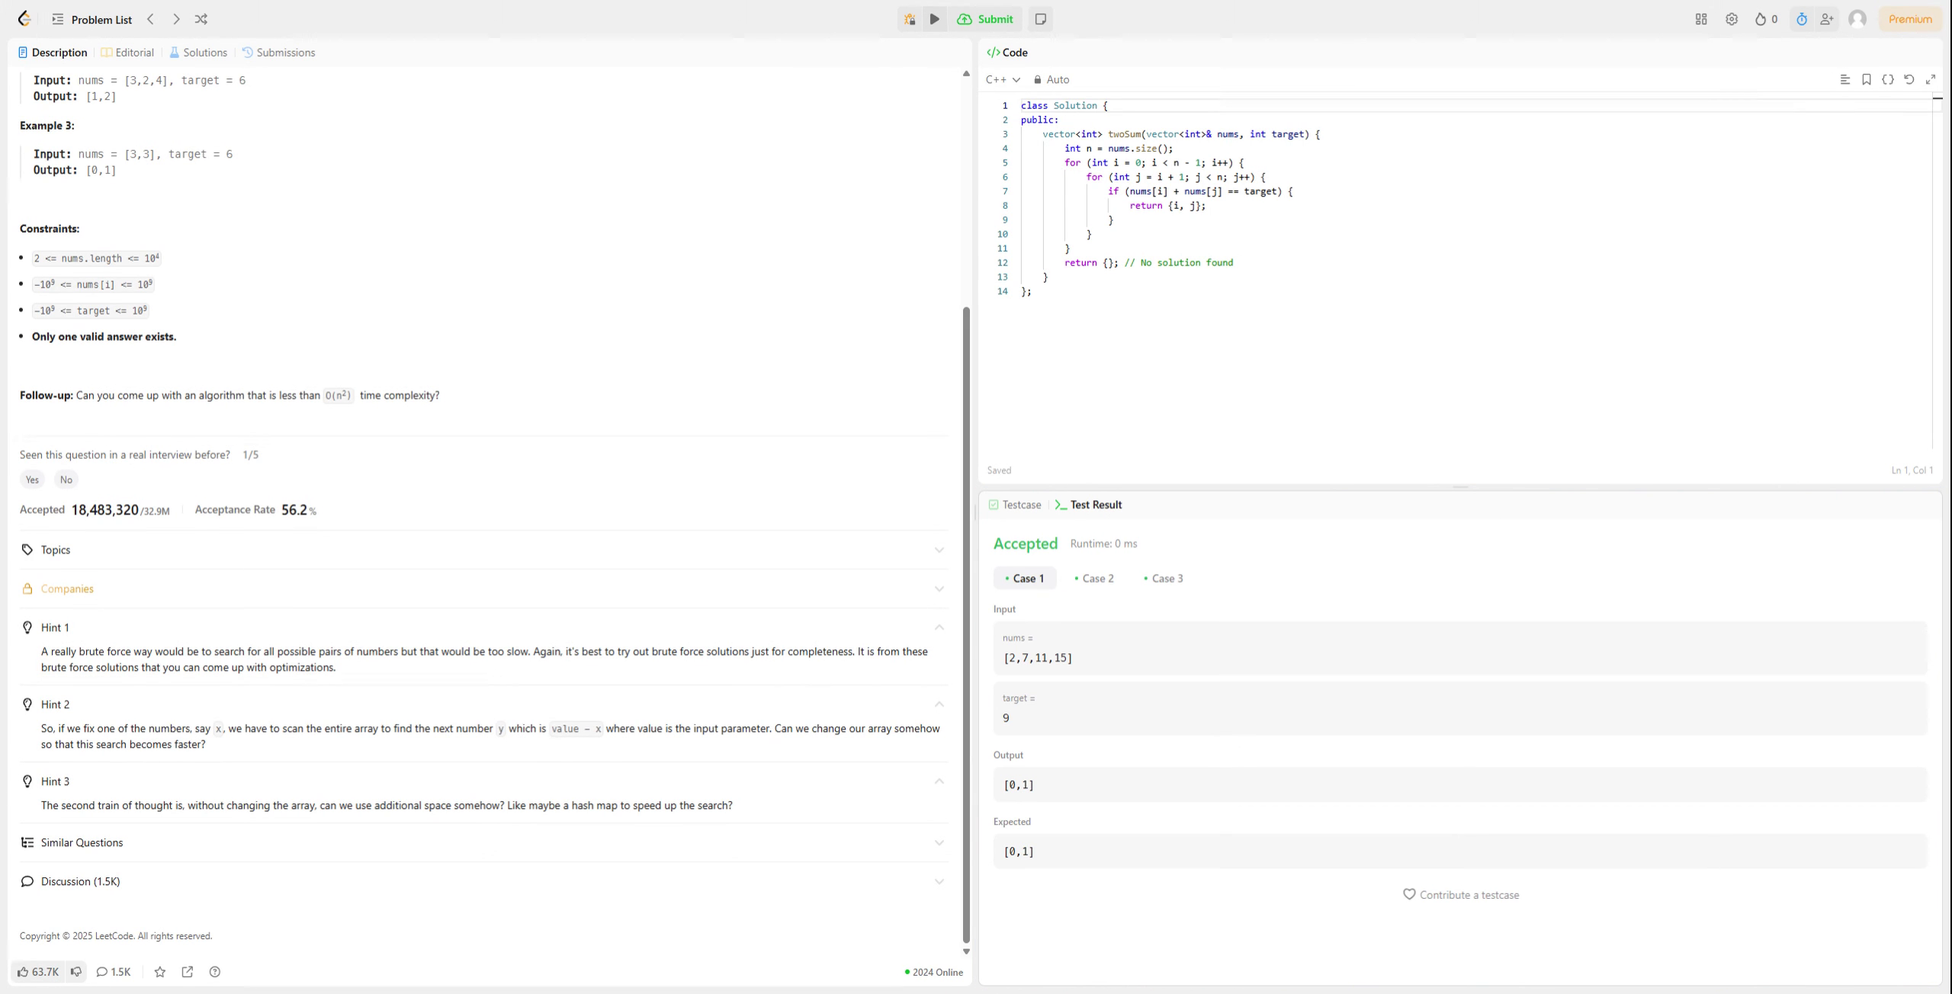 Problem List
Submit
0
Premium
Description
Editorial
Solutions
Submissions
Input: nums = [3,2,4], target = 6
Output: [1,2]
Example 3:
Input: nums = [3,3], target = 6
Output: [0,1]
Constraints:
• 2 <= nums.length <= 10⁴
• -10⁹ <= nums[i] <= 10⁹
• -10⁹ <= target <= 10⁹
• Only one valid answer exists.
Follow-up: Can you come up with an algorithm that is less than O(n²) time complexity?
Seen this question in a real interview before? 1/5
Yes No
Accepted 18,483,320/32.9M Acceptance Rate 56.2%
Topics
Companies
Hint 1
A really brute force way would be to search for all possible pairs of numbers but that would be too slow. Again, it's best to try out brute force solutions just for completeness. It is from these
brute force solutions that you can come up with optimizations.
Hint 2
So, if we fix one of the numbers, say x, we have to scan the entire array to find the next number y which is value - x where value is the input parameter. Can we change our array somehow
so that this search becomes faster?
Hint 3
The second train of thought is, without changing the array, can we use additional space somehow? Like maybe a hash map to speed up the search?
Similar Questions
Discussion (1.5K)
Copyright © 2025 LeetCode. All rights reserved.
63.7K 1.5K 2024 Online
</> Code
C++ Auto
1 class Solution {
2 public:
3     vector<int> twoSum(vector<int>& nums, int target) {
4         int n = nums.size();
5         for (int i = 0; i < n - 1; i++) {
6             for (int j = i + 1; j < n; j++) {
7                 if (nums[i] + nums[j] == target) {
8                     return {i, j};
9                 }
10             }
11         }
12         return {}; // No solution found
13     }
14 };
Saved Ln 1, Col 1
Testcase >_ Test Result
Accepted Runtime: 0 ms
• Case 1 • Case 2 • Case 3
Input
nums =
[2,7,11,15]
target =
9
Output
[0,1]
Expected
[0,1]
Contribute a testcase